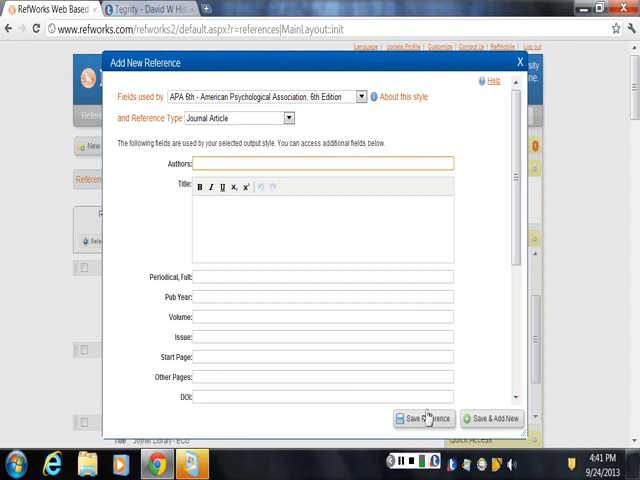 RefWorks Web Based
Tegrity - David W His
www.refworks.com/refworks2/default.aspx?r=references|MainLayout::init
Language | Update Profile | Customize | Contact Us | RefMobile | Log out
Add New Reference X
Help
Fields used by APA 6th - American Psychological Association, 6th Edition About this style
and Reference Type Journal Article
The following fields are used by your selected output style. You can access additional fields below.
Authors:
Title: B I U x, x
New
Referen
Selec
Periodical, Full:
Pub Year:
Volume:
Issue:
Start Page:
Other Pages:
DOI:
Save Reference Save & Add New
Joyner Library - ECU
Quick Access
4:41 PM
9/24/2013